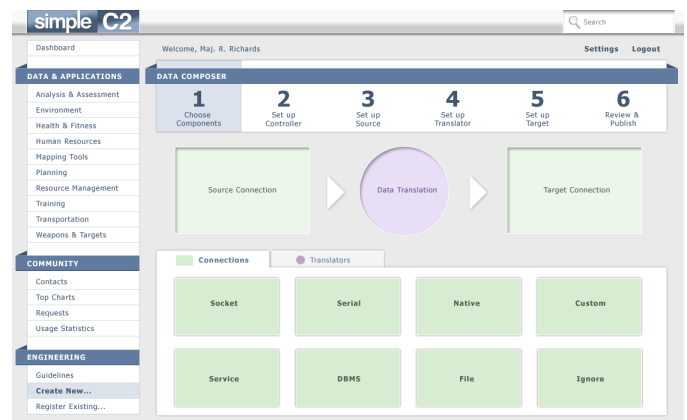 simple C2
Search
Dashboard
Welcome, Maj. R. Richards
Settings Logout
DATA & APPLICATIONS
Analysis & Assessment
Environment
Health & Fitness
Human Resources
Mapping Tools
Planning
Resource Management
Training
Transportation
Weapons & Targets
COMMUNITY
Contacts
Top Charts
Requests
Usage Statistics
ENGINEERING
Guidelines
Create New...
Register Existing...
DATA COMPOSER
1
Choose
Components
2
Set up
Controller
3
Set up
Source
4
Set up
Translator
5
Set up
Target
6
Review &
Publish
Source Connection
Data Translation
Target Connection
Connections
Translators
Socket
Serial
Native
Custom
Service
DBMS
File
Ignore